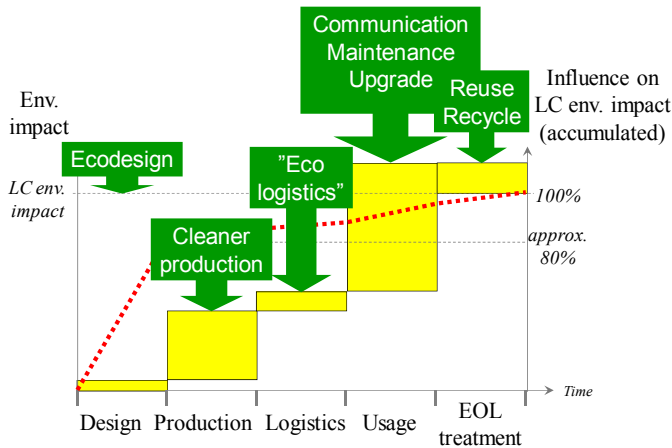 Communication
Maintenance
Upgrade
Reuse
Recycle
Influence on
LC env. impact
(accumulated)
Env.
impact
Ecodesign
”Eco
logistics”
LC env.
impact
100%
Cleaner
production
approx.
80%
Time
Design
Production
Logistics
Usage
EOL
treatment